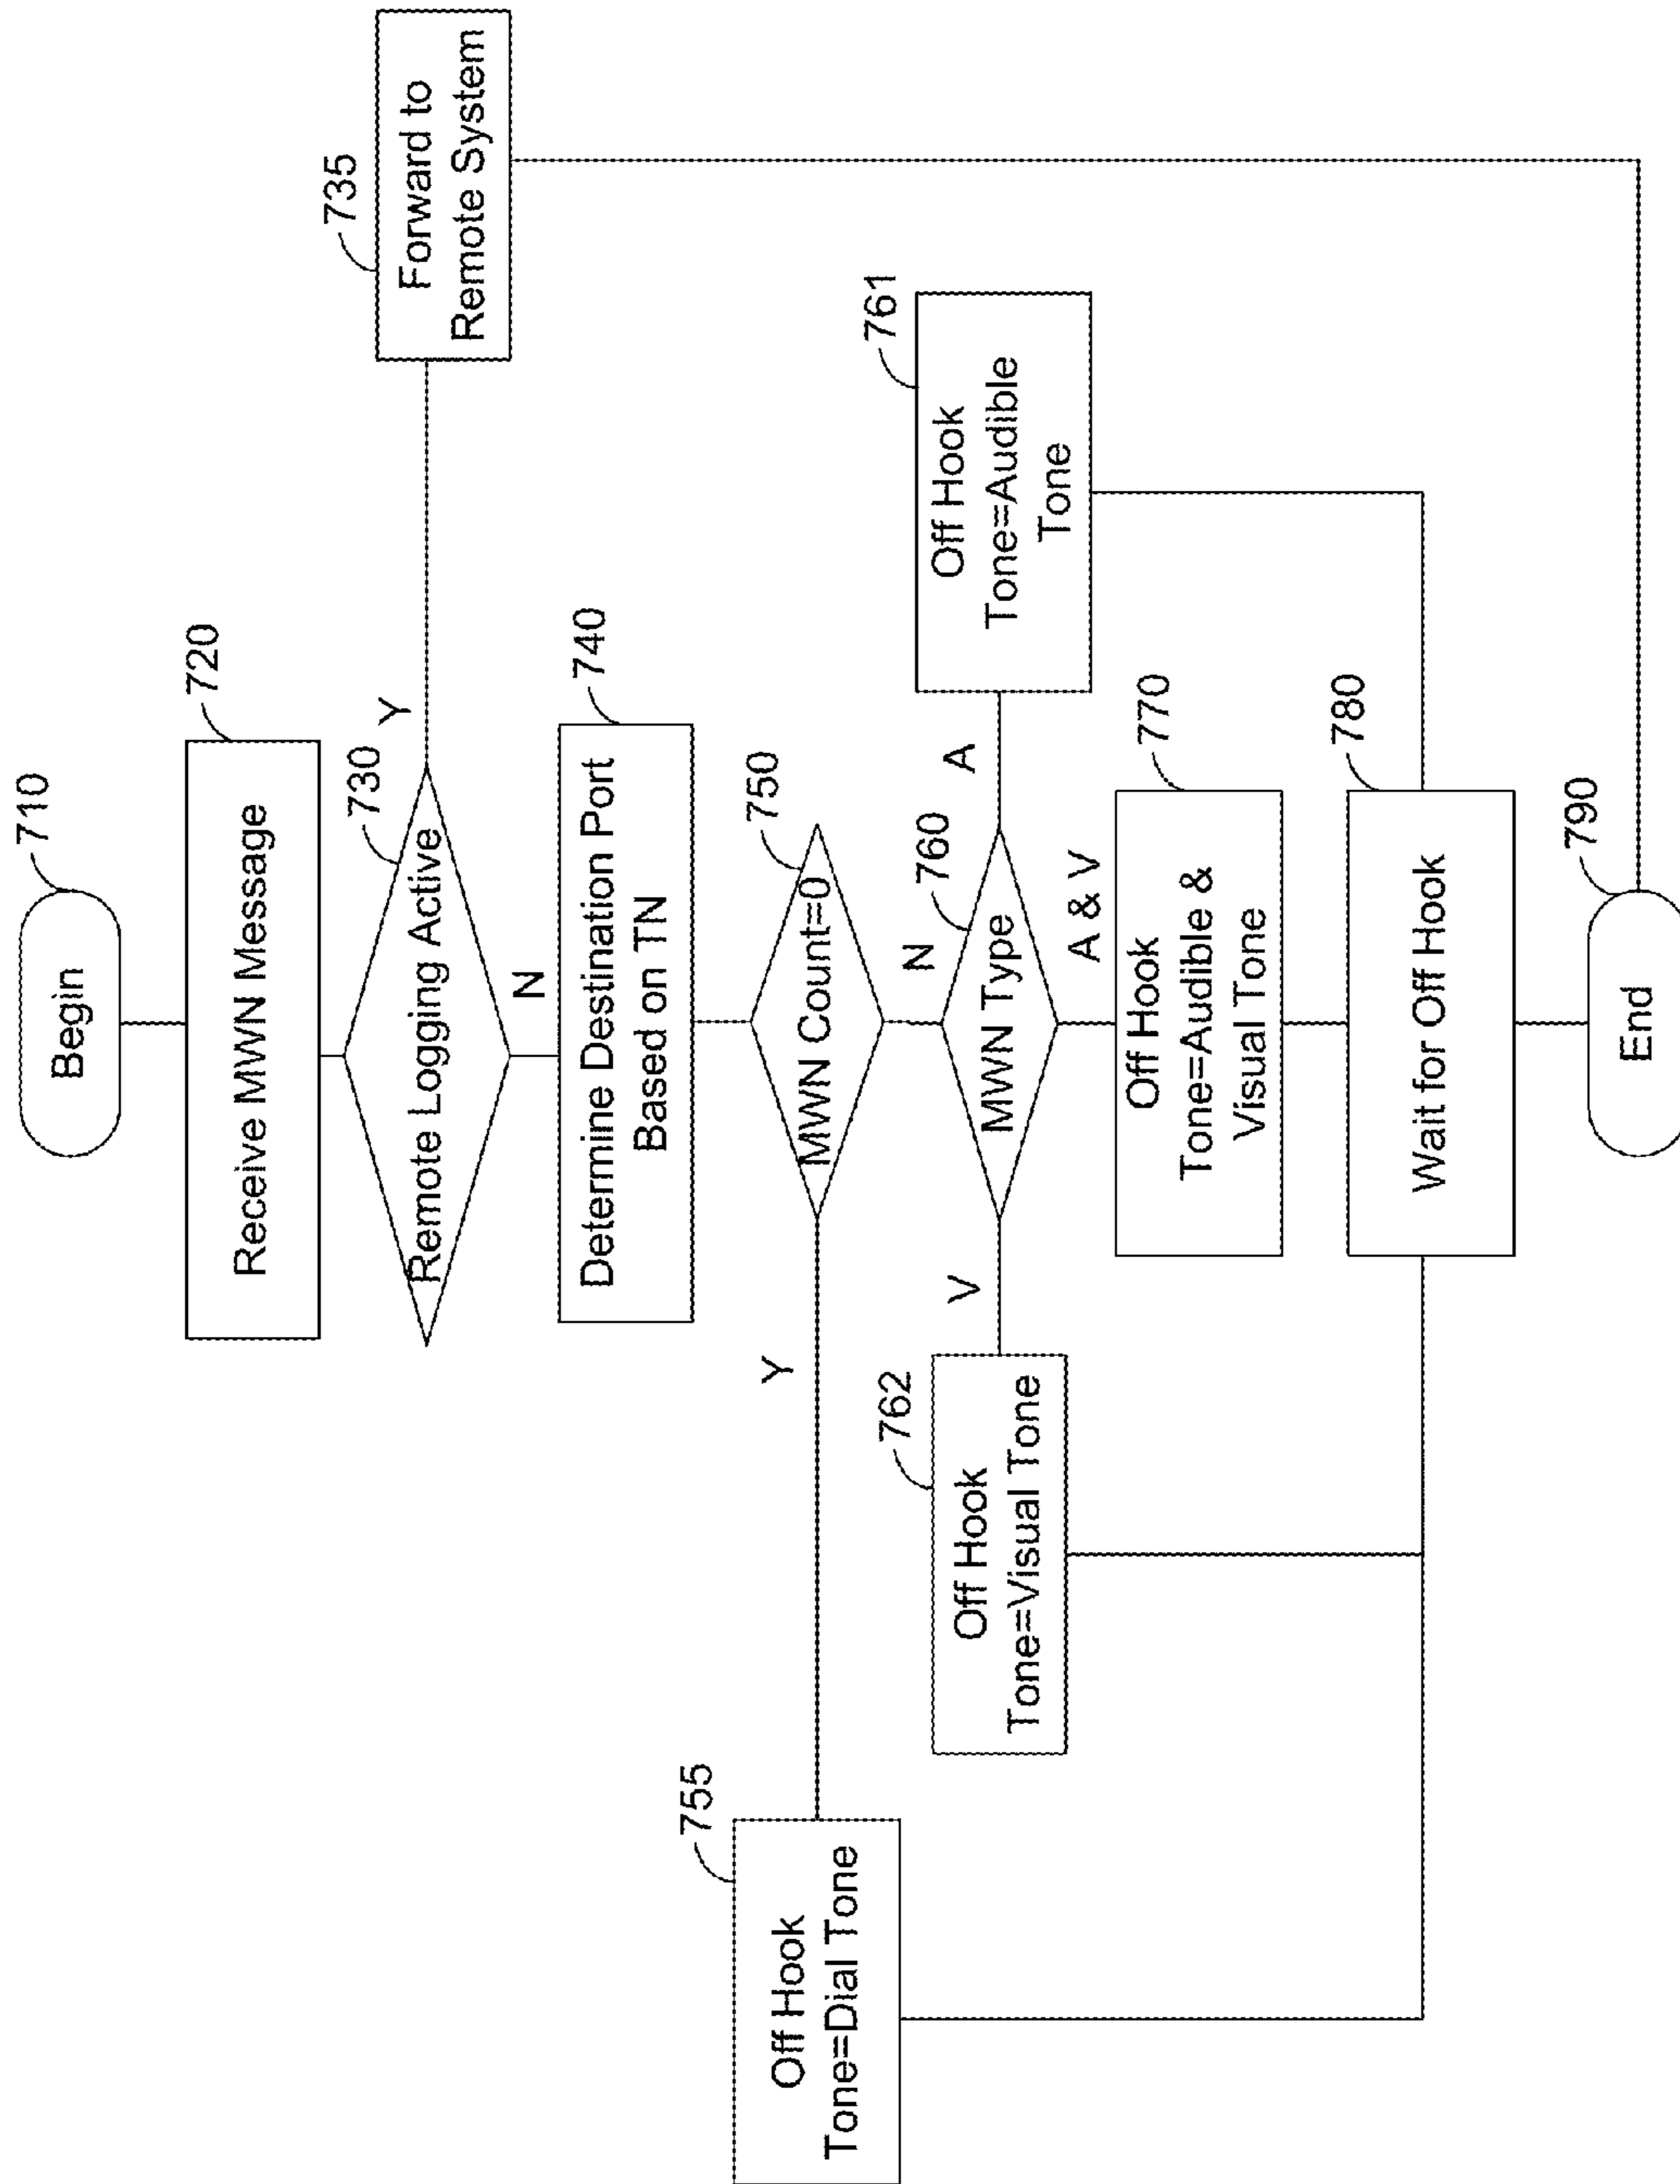 Begin
710
Receive MWN Message
720
Remote Logging Active
730
Y
Forward to
Remote System
735
N
Determine Destination Port
Based on TN
740
MWN Count=0
750
Y
Off Hook
Tone=Dial Tone
755
N
MWN Type
760
V
Off Hook
Tone=Visual Tone
762
A
Off Hook
Tone=Audible
Tone
761
A & V
Off Hook
Tone=Audible &
Visual Tone
770
Wait for Off Hook
780
End
790